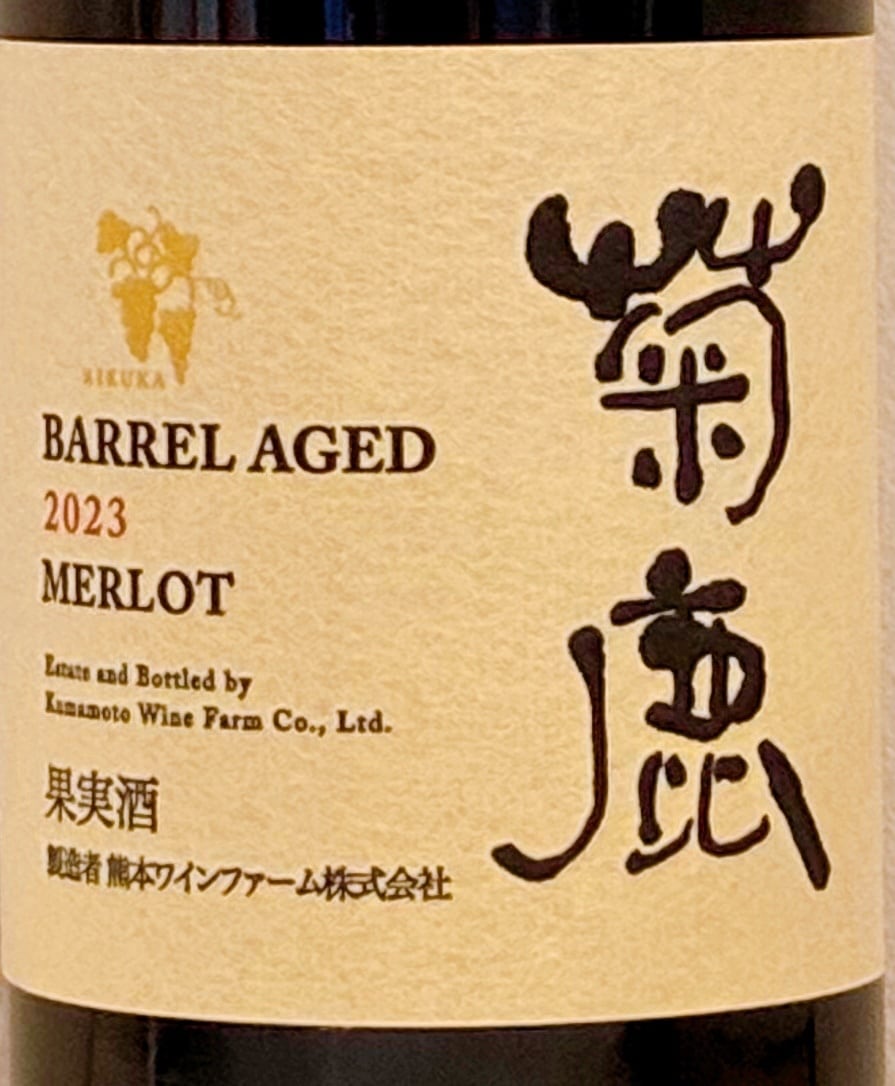 菊鹿
KIKUKA
BARREL AGED
2023
MERLOT
Estate and Bottled by
Kumamoto Wine Farm Co., Ltd.
果実酒
製造者 熊本ワインファーム株式会社